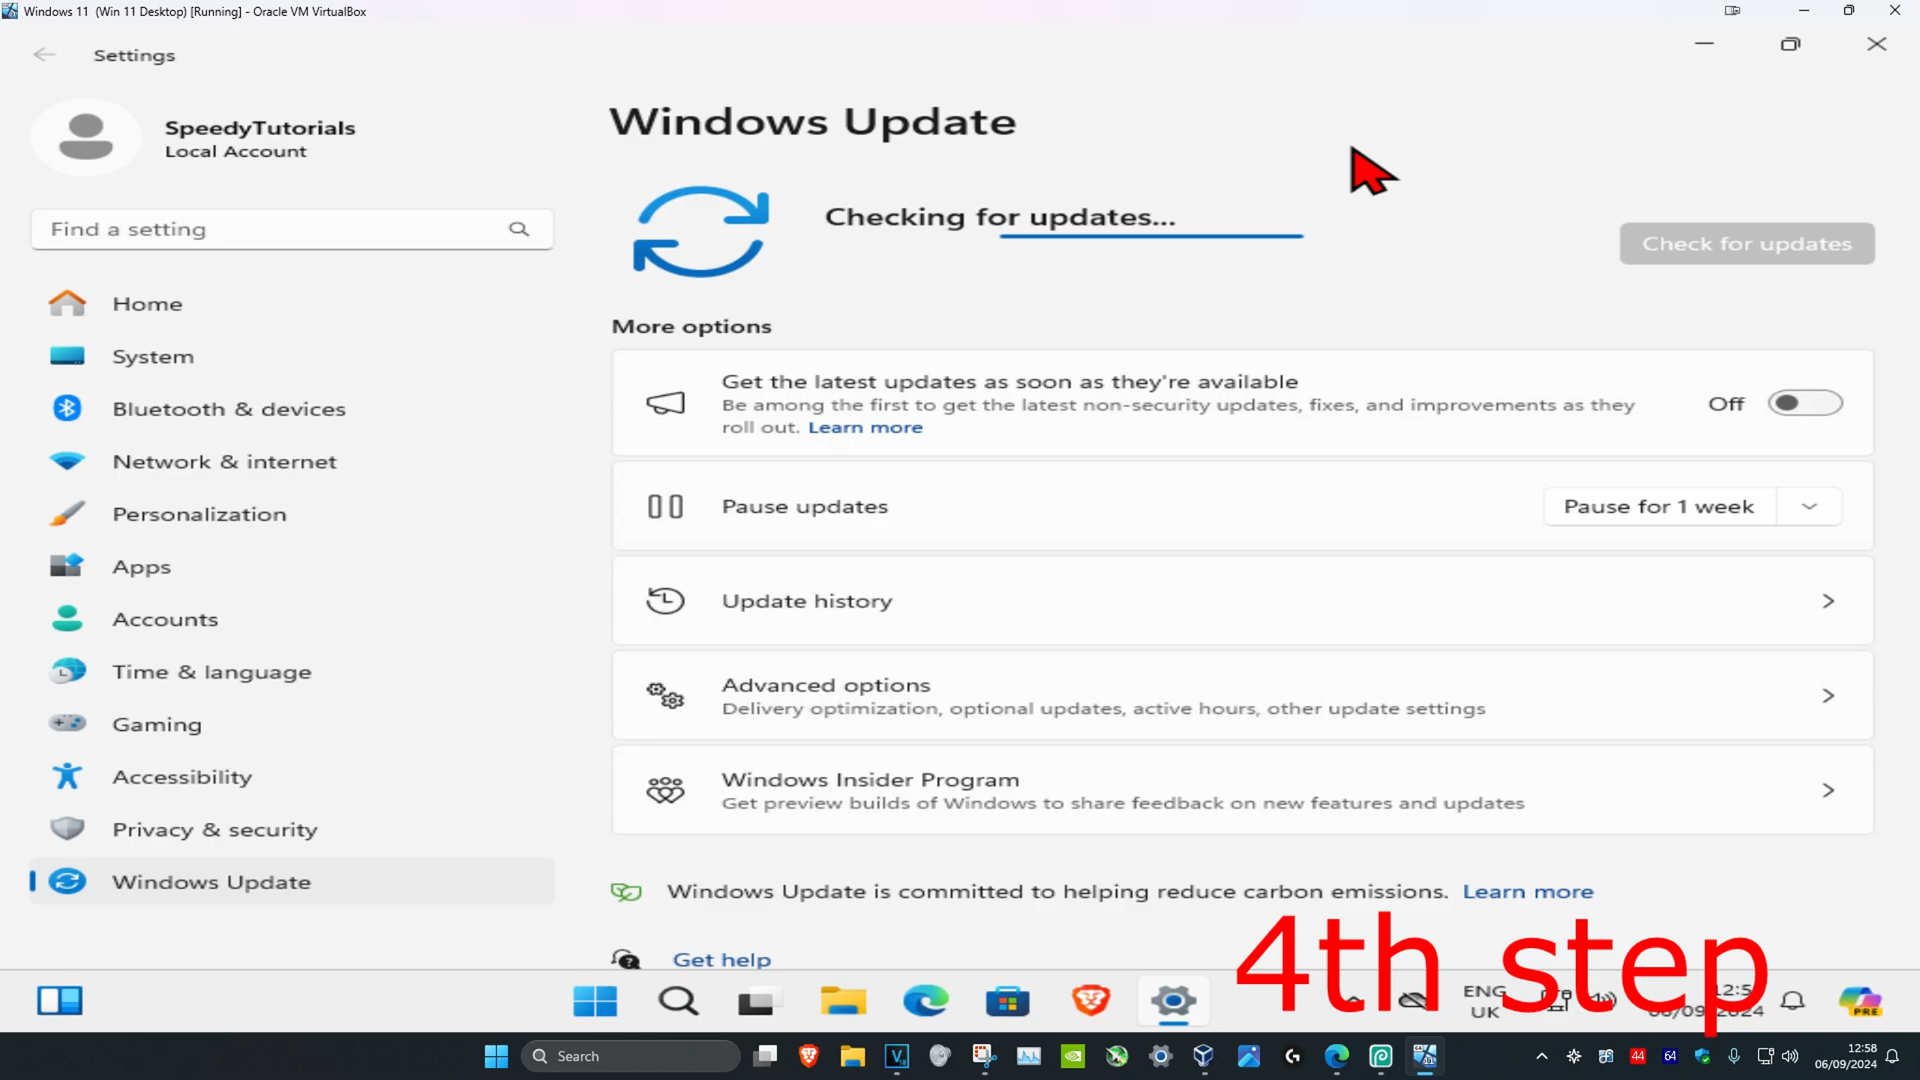 Windows 11 (Win 11 Desktop) [Running] - Oracle VM VirtualBox
Settings
SpeedyTutorials
Local Account
Find a setting
Home
System
Bluetooth & devices
Network & internet
Personalization
Apps
Accounts
Time & language
Gaming
Accessibility
Privacy & security
Windows Update
Windows Update
Checking for updates...
Check for updates
More options
Get the latest updates as soon as they're available
Be among the first to get the latest non-security updates, fixes, and improvements as they
roll out. Learn more
Off
Pause updates
Pause for 1 week
Update history
Advanced options
Delivery optimization, optional updates, active hours, other update settings
Windows Insider Program
Get preview builds of Windows to share feedback on new features and updates
Windows Update is committed to helping reduce carbon emissions. Learn more
Get help
4th step
ENG
UK
PRE
Search
44
64
12:58
06/09/2024